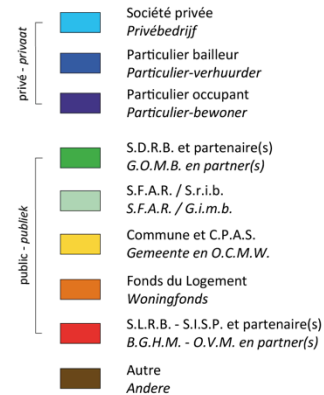 privé - privaat
Société privée
Privébedrijf
Particulier bailleur
Particulier-verhuurder
Particulier occupant
Particulier-bewoner
public - publiek
S.D.R.B. et partenaire(s)
G.O.M.B. en partner(s)
S.F.A.R. / S.r.i.b.
S.F.A.R. / G.i.m.b.
Commune et C.P.A.S.
Gemeente en O.C.M.W.
Fonds du Logement
Woningfonds
S.L.R.B. - S.I.S.P. et partenaire(s)
B.G.H.M. - O.V.M. en partner(s)
Autre
Andere